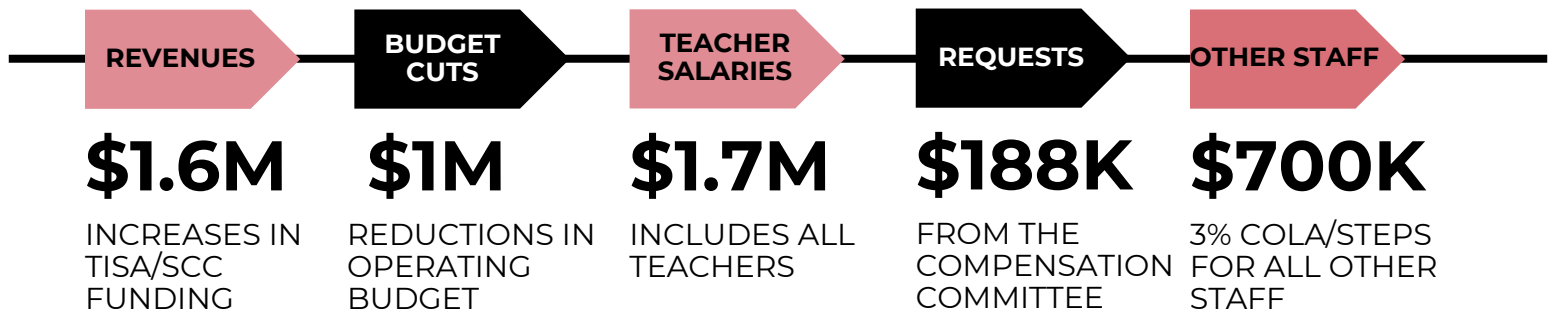 REVENUES
BUDGET
CUTS
TEACHER
SALARIES
REQUESTS
OTHER STAFF
$1.6M
$1M
$1.7M
$188K
$700K
INCREASES IN
TISA/SCC
FUNDING
REDUCTIONS IN
OPERATING
BUDGET
INCLUDES ALL
TEACHERS
FROM THE
COMPENSATION
COMMITTEE
3% COLA/STEPS
FOR ALL OTHER
STAFF